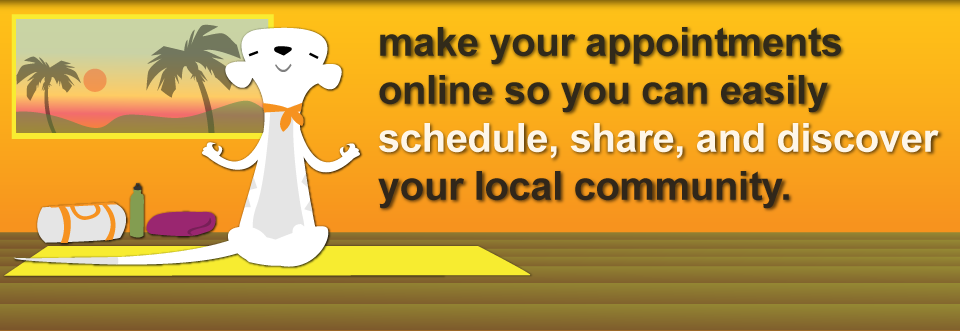 make your appointments
online so you can easily
schedule, share, and discover
your local community.